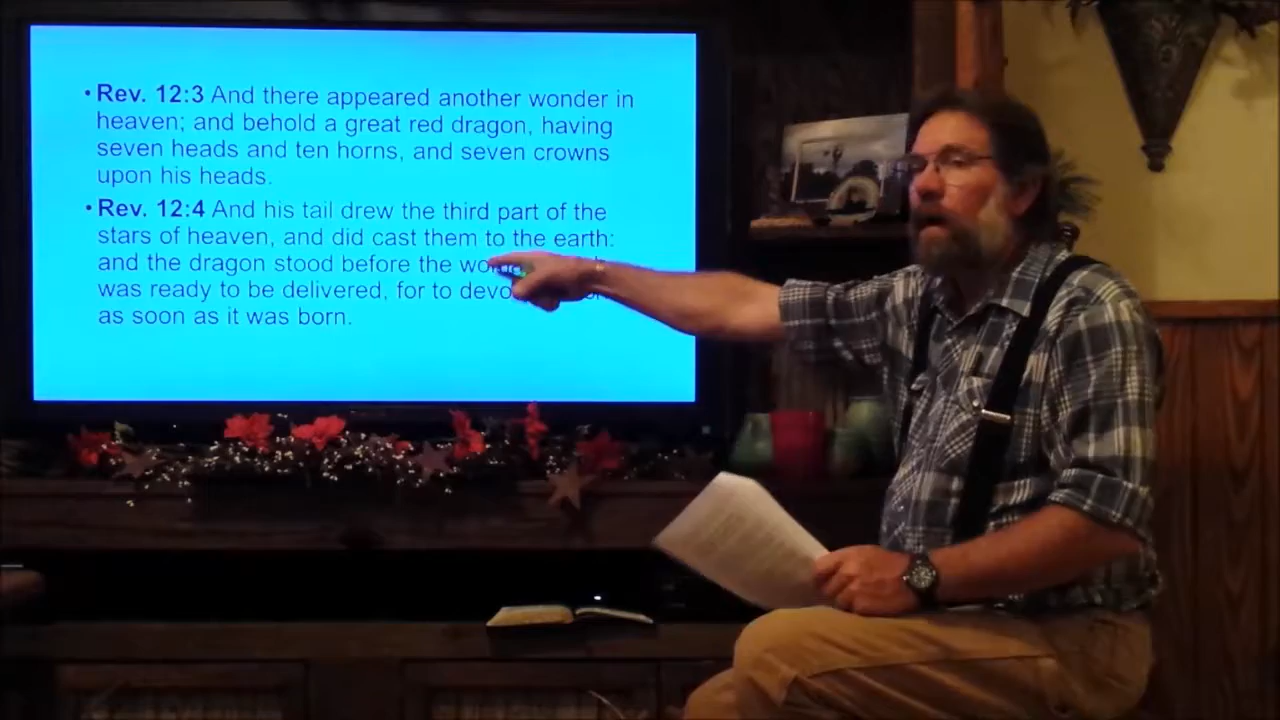 • Rev. 12:3 And there appeared another wonder in
heaven; and behold a great red dragon, having
seven heads and ten horns, and seven crowns
upon his heads.
• Rev. 12:4 And his tail drew the third part of the
stars of heaven, and did cast them to the earth:
and the dragon stood before the
was ready to be delivered, for to
as soon as it was born.